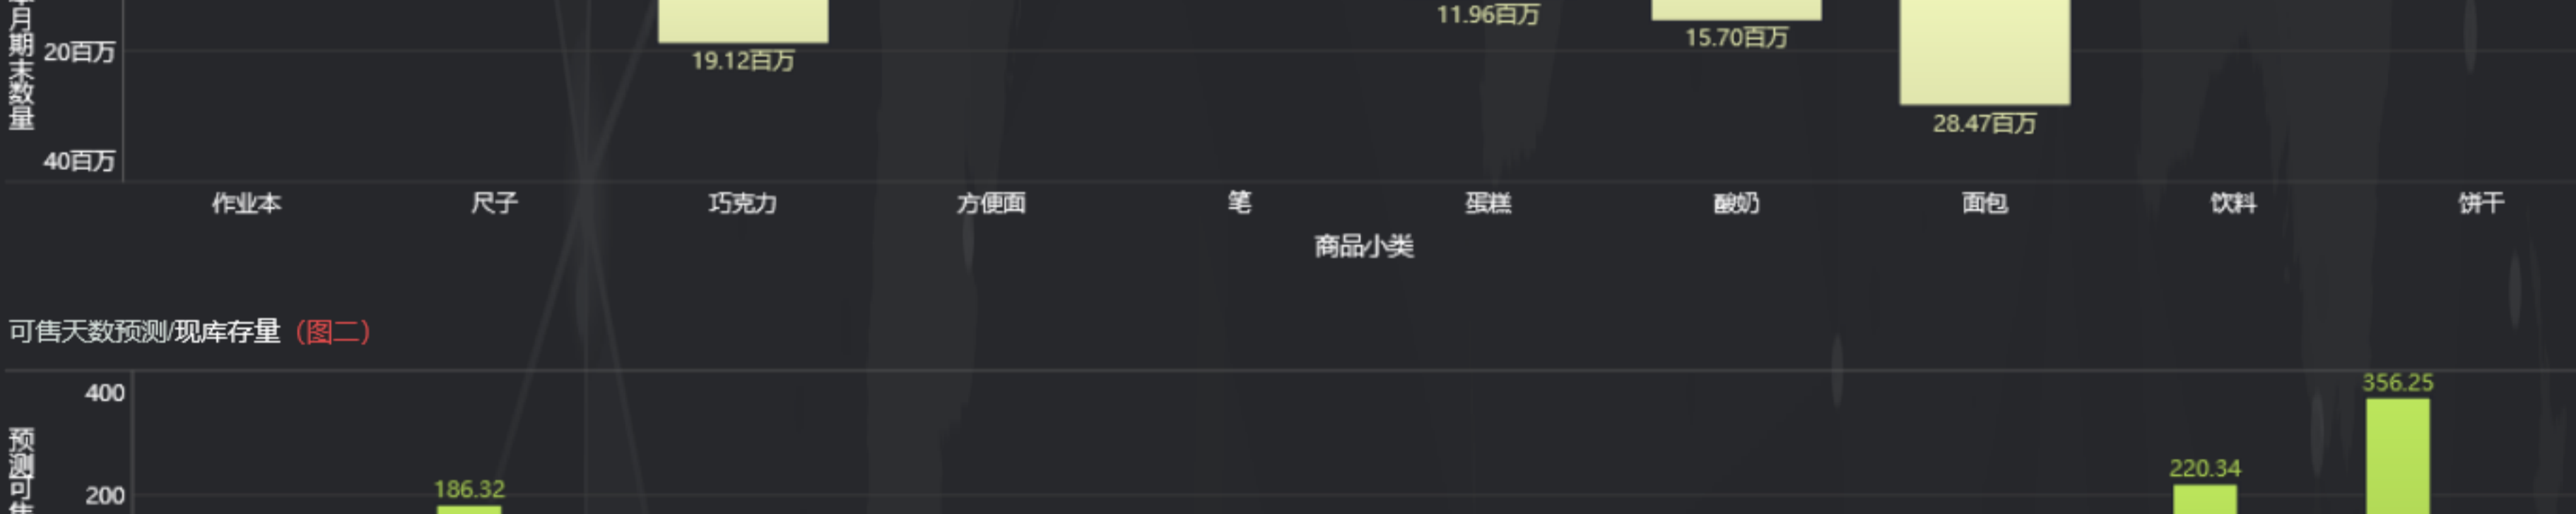 本月期末数量
11.96百万
15.70百万
20百万
19.12百万
28.47百万
40百万
作业本 尺子 巧克力 方便面 笔 蛋糕 酸奶 面包 饮料 饼干
商品小类
可售天数预测/现库存量（图二）
356.25
400
预测可售
220.34
186.32
200